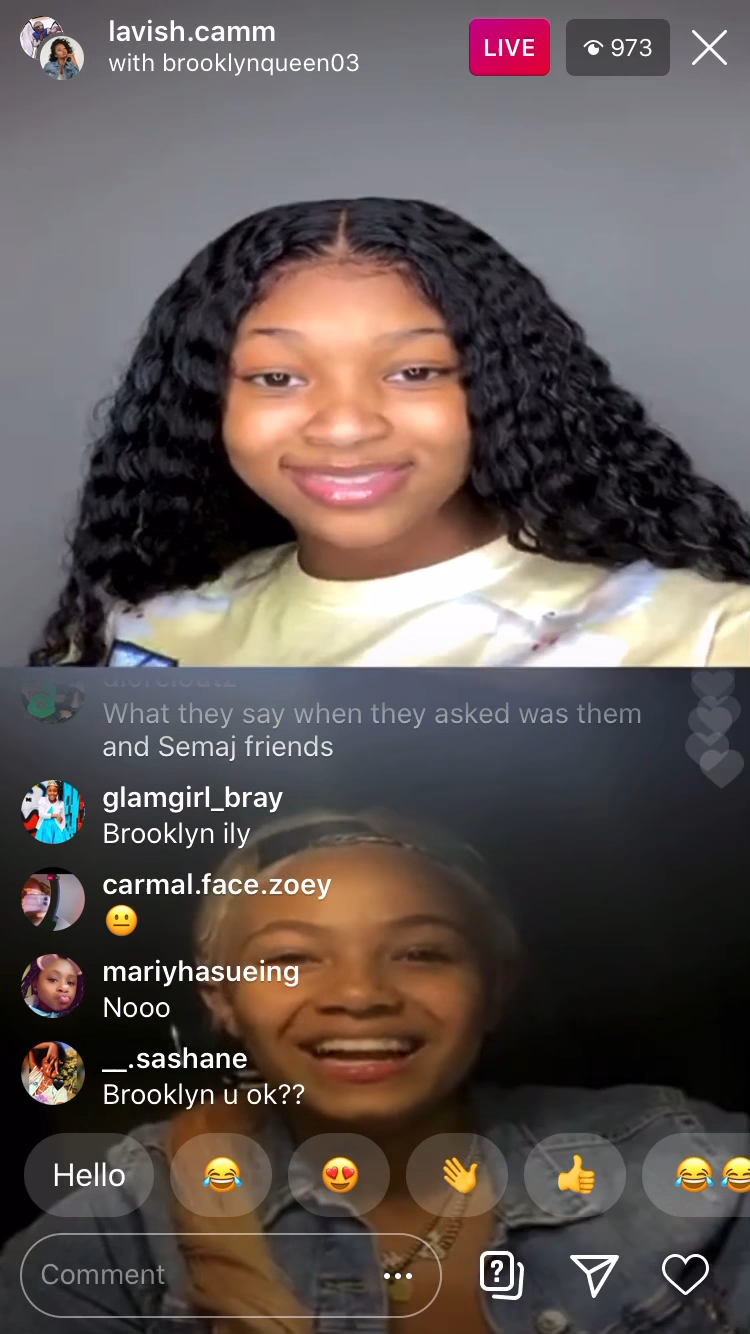 lavish.camm
with brooklynqueen03
LIVE
973
What they say when they asked was them
and Semaj friends
glamgirl_bray
Brooklyn ily
carmal.face.zoey
😐
mariyhasueing
Nooo
__.sashane
Brooklyn u ok??
Hello 😂 😍 👋 👍 😂😂
Comment